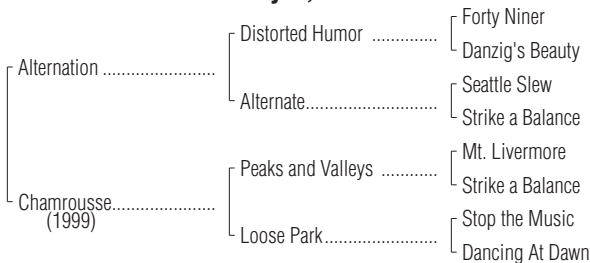 Forty Niner
Distorted Humor ..............
Danzig's Beauty
Alternation ........................
Seattle Slew
Alternate............................
Strike a Balance
Mt. Livermore
Peaks and Valleys ............
Strike a Balance
Chamrousse......................
(1999)
Stop the Music
Loose Park........................
Dancing At Dawn